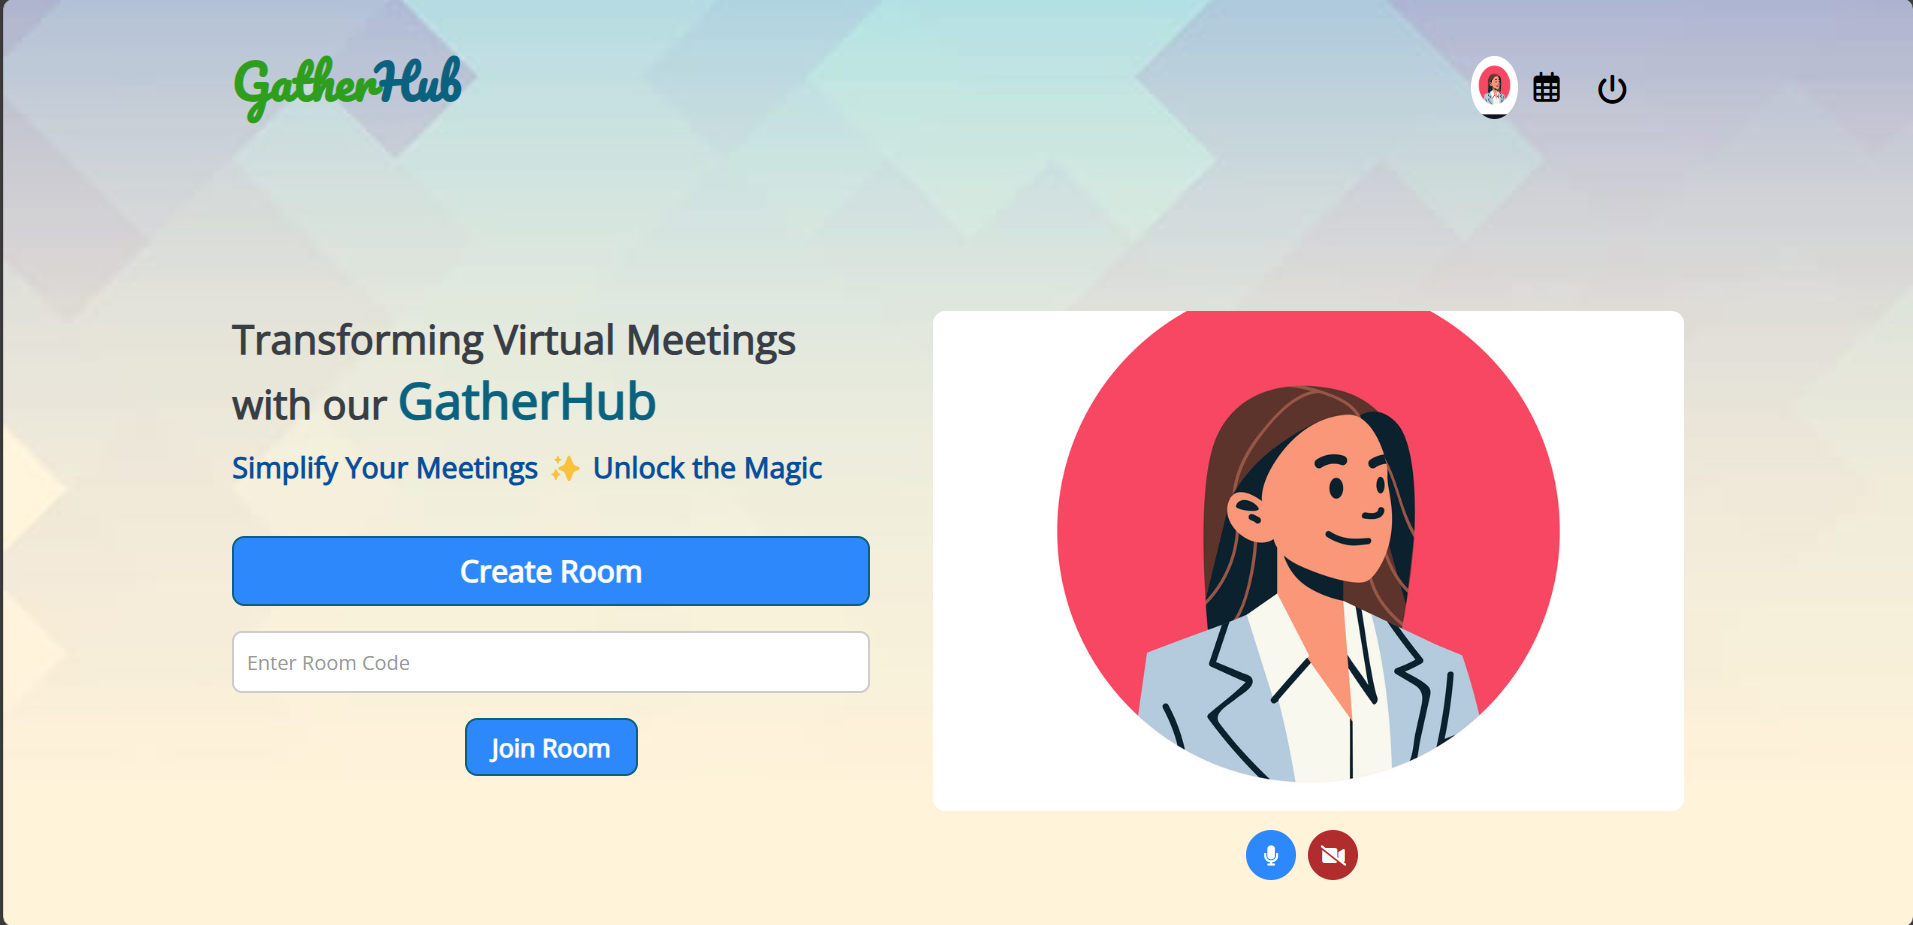 GatherHub
Transforming Virtual Meetings
with our GatherHub
Simplify Your Meetings ✨ Unlock the Magic
Create Room
Enter Room Code
Join Room